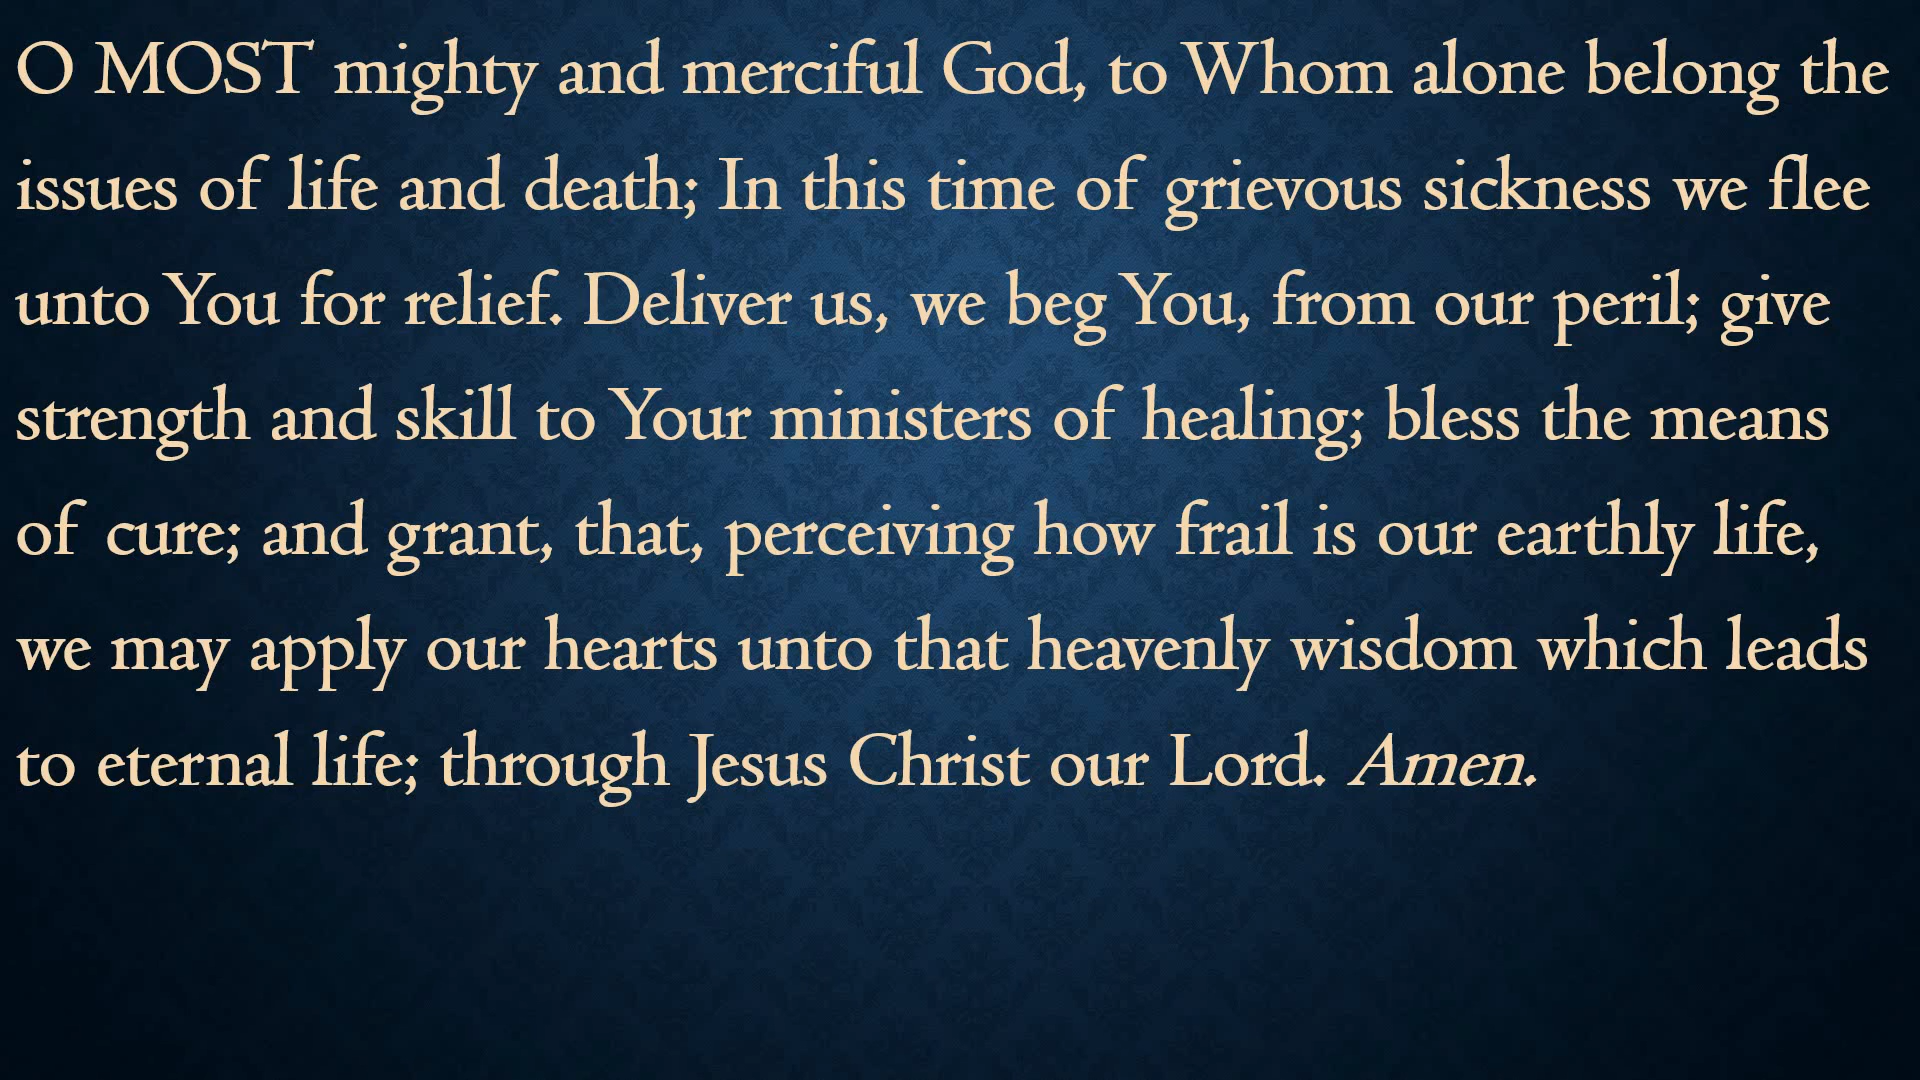 O MOST mighty and merciful God, to Whom alone belong the
issues of life and death; In this time of grievous sickness we flee
unto You for relief. Deliver us, we beg You, from our peril; give
strength and skill to Your ministers of healing; bless the means
of cure; and grant, that, perceiving how frail is our earthly life,
we may apply our hearts unto that heavenly wisdom which leads
to eternal life; through Jesus Christ our Lord. Amen.